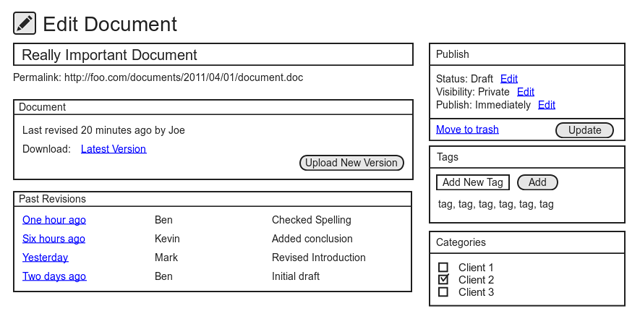 Edit Document
Really Important Document
Permalink: http://foo.com/documents/2011/04/01/document.doc
Document
Last revised 20 minutes ago by Joe
Download: Latest Version
Upload New Version
Past Revisions
One hour ago Ben Checked Spelling
Six hours ago Kevin Added conclusion
Yesterday Mark Revised Introduction
Two days ago Ben Initial draft
Publish
Status: Draft Edit
Visibility: Private Edit
Publish: Immediately Edit
Move to trash Update
Tags
Add New Tag Add
tag, tag, tag, tag, tag, tag
Categories
Client 1
Client 2
Client 3